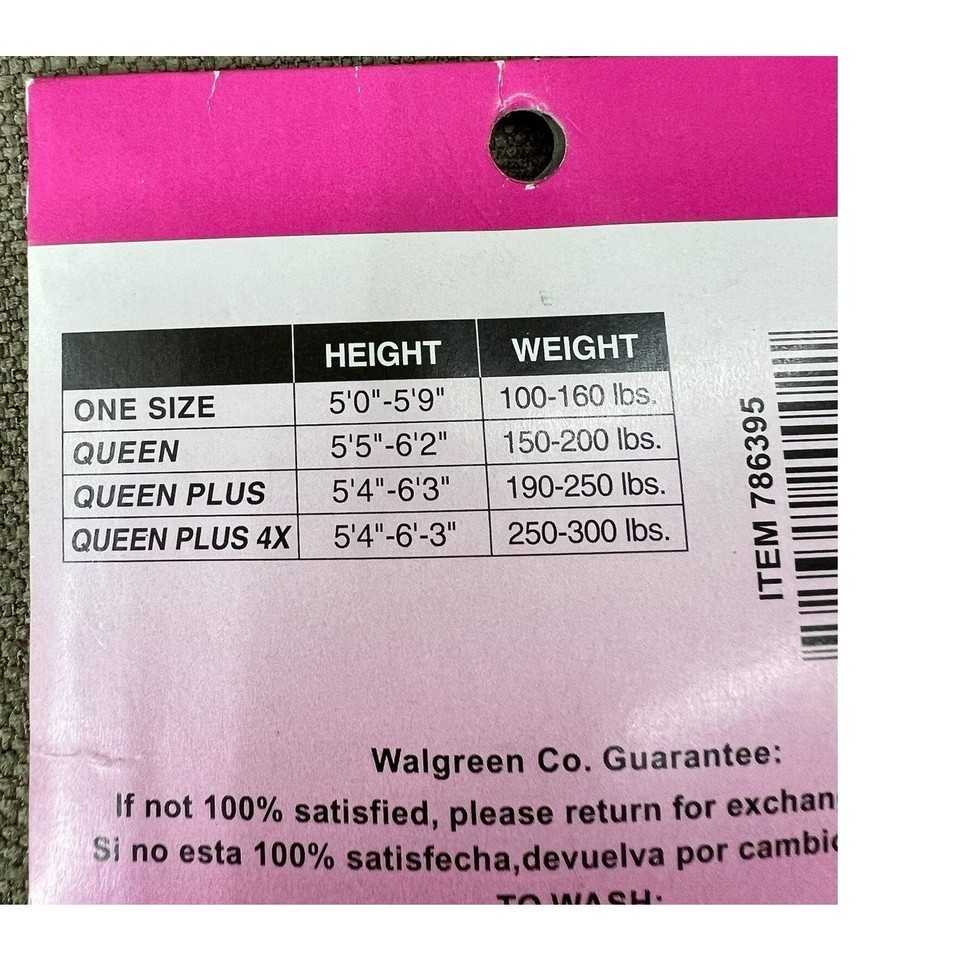 HEIGHT WEIGHT
ONE SIZE 5'0"-5'9" 100-160 lbs.
QUEEN 5'5"-6'2" 150-200 lbs.
QUEEN PLUS 5'4"-6'3" 190-250 lbs.
QUEEN PLUS 4X 5'4"-6'-3" 250-300 lbs.
ITEM 786395
Walgreen Co. Guarantee:
If not 100% satisfied, please return for exchan
Si no esta 100% satisfecha,devuelva por cambio
TO WASH: